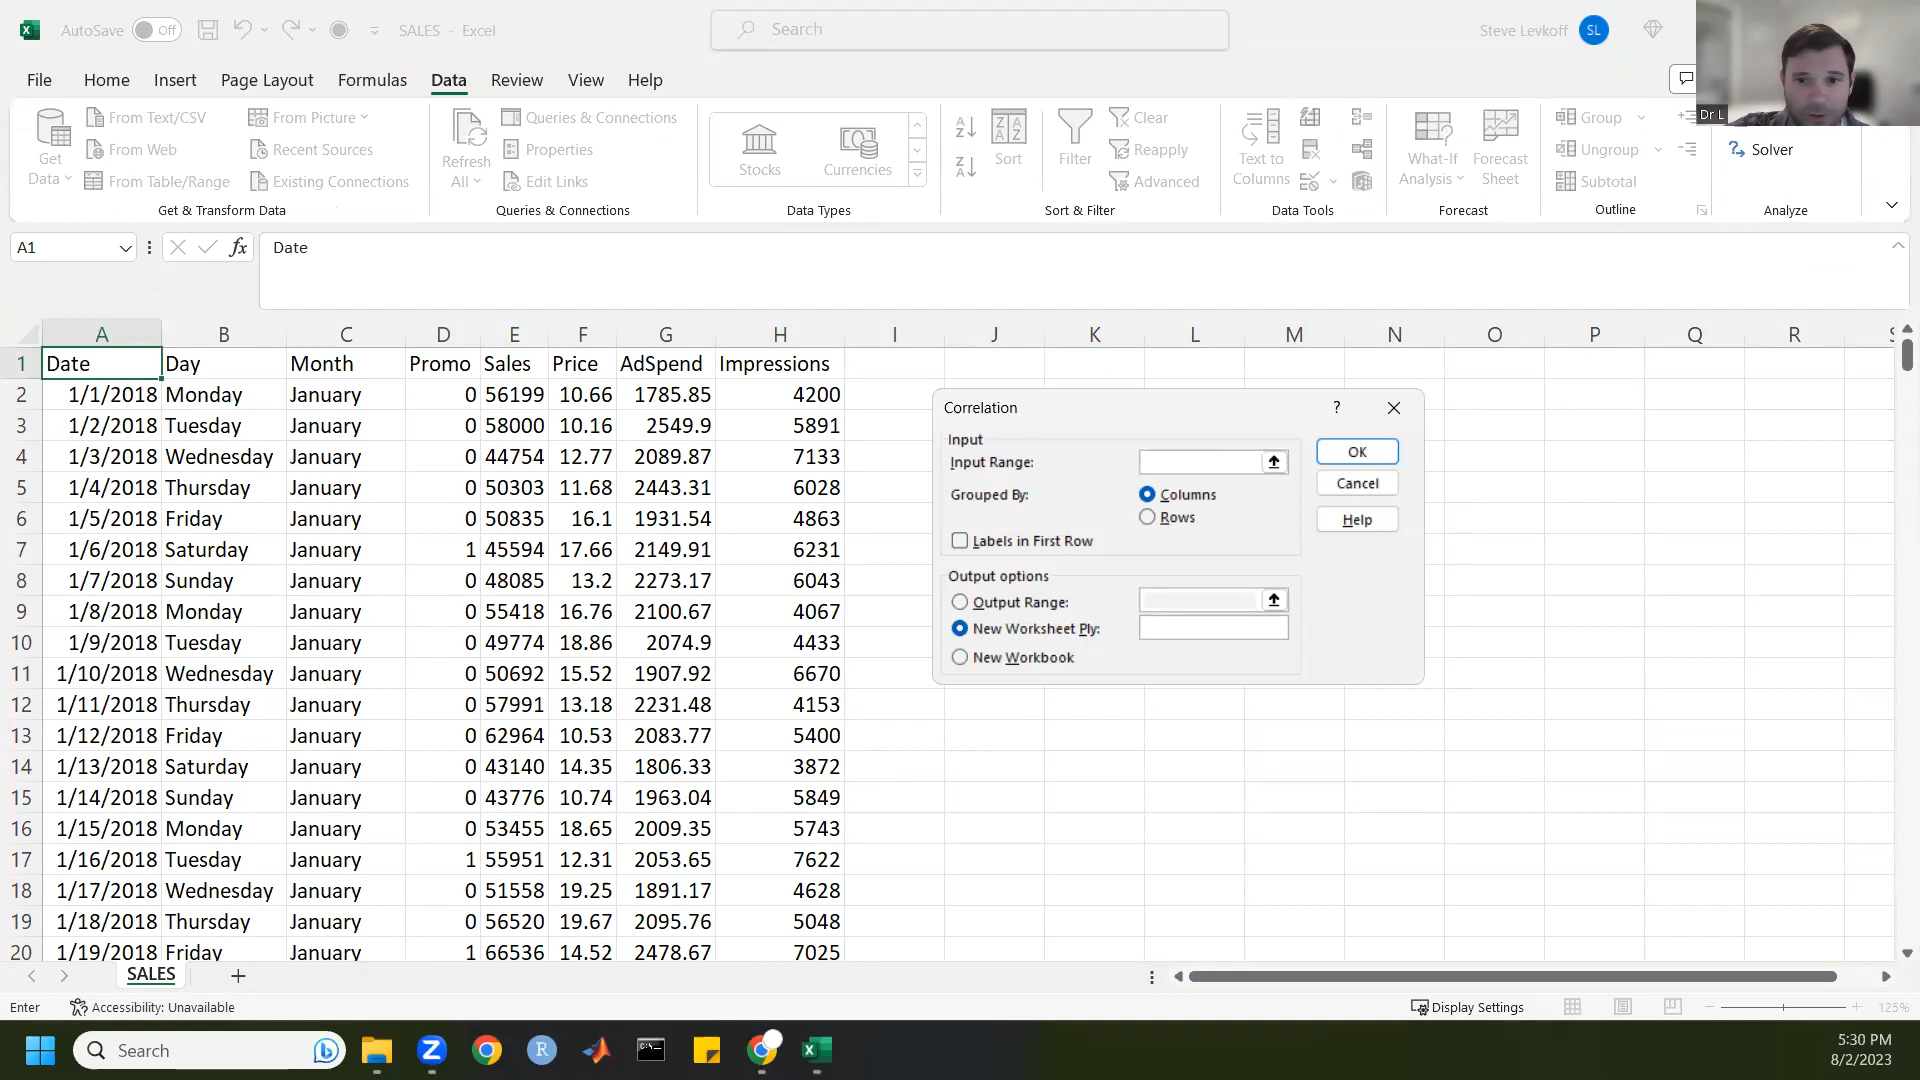 AutoSave Off SALES - Excel Search Steve Levkoff SL
File Home Insert Page Layout Formulas Data Review View Help
Get Data
From Text/CSV
From Web
From Table/Range
From Picture
Recent Sources
Existing Connections
Get & Transform Data
Refresh All
Queries & Connections
Properties
Edit Links
Queries & Connections
Stocks
Currencies
Data Types
Sort
Filter
Clear
Reapply
Advanced
Sort & Filter
Text to Columns
Data Tools
What-If Analysis
Forecast Sheet
Forecast
Group
Ungroup
Subtotal
Outline
Solver
Analyze
Dr L
A1 fx Date
A B C D E F G H I J K L M N O P Q R
1 Date Day Month Promo Sales Price AdSpend Impressions
2 1/1/2018 Monday January 0 56199 10.66 1785.85 4200
3 1/2/2018 Tuesday January 0 58000 10.16 2549.9 5891
4 1/3/2018 Wednesday January 0 44754 12.77 2089.87 7133
5 1/4/2018 Thursday January 0 50303 11.68 2443.31 6028
6 1/5/2018 Friday January 0 50835 16.1 1931.54 4863
7 1/6/2018 Saturday January 1 45594 17.66 2149.91 6231
8 1/7/2018 Sunday January 0 48085 13.2 2273.17 6043
9 1/8/2018 Monday January 0 55418 16.76 2100.67 4067
10 1/9/2018 Tuesday January 0 49774 18.86 2074.9 4433
11 1/10/2018 Wednesday January 0 50692 15.52 1907.92 6670
12 1/11/2018 Thursday January 0 57991 13.18 2231.48 4153
13 1/12/2018 Friday January 0 62964 10.53 2083.77 5400
14 1/13/2018 Saturday January 0 43140 14.35 1806.33 3872
15 1/14/2018 Sunday January 0 43776 10.74 1963.04 5849
16 1/15/2018 Monday January 0 53455 18.65 2009.35 5743
17 1/16/2018 Tuesday January 1 55951 12.31 2053.65 7622
18 1/17/2018 Wednesday January 0 51558 19.25 1891.17 4628
19 1/18/2018 Thursday January 0 56520 19.67 2095.76 5048
20 1/19/2018 Friday January 1 66536 14.52 2478.67 7025
Correlation ?
Input
Input Range:
Grouped By: Columns
Rows
Labels in First Row
Output options
Output Range:
New Worksheet Ply:
New Workbook
OK
Cancel
Help
SALES
Enter Accessibility: Unavailable Display Settings 125%
Search
5:30 PM
8/2/2023